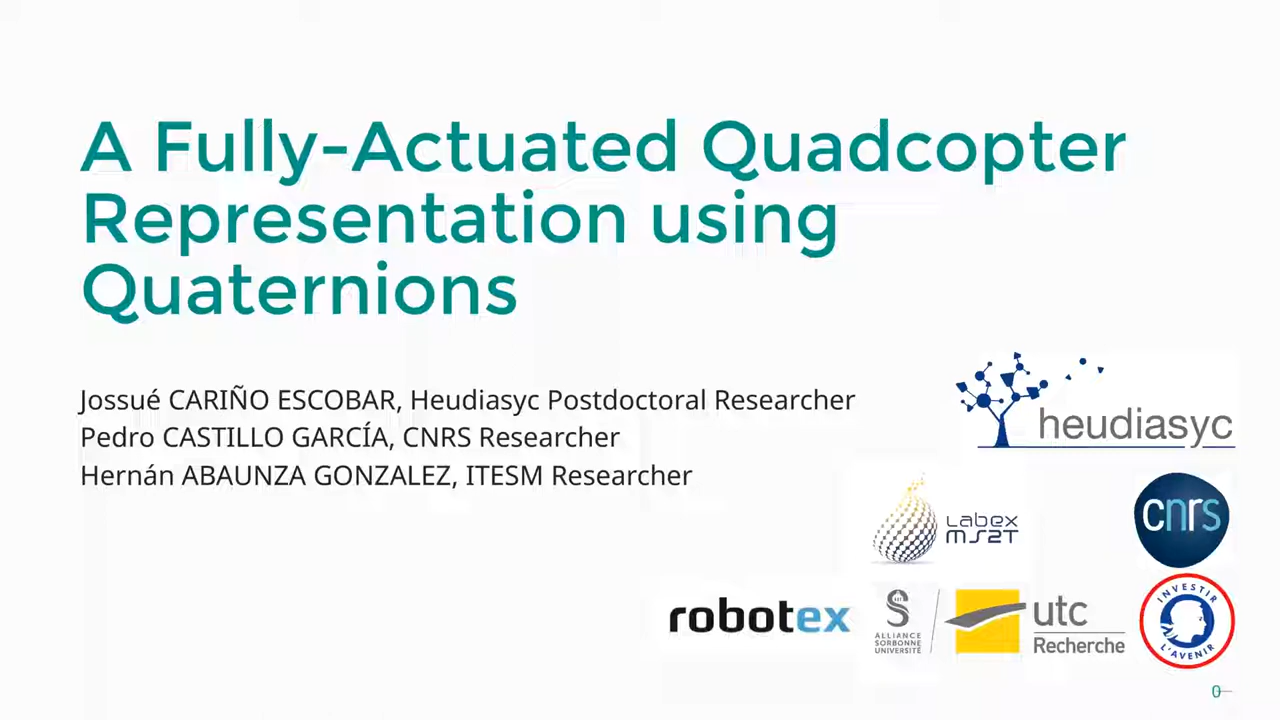 A Fully-Actuated Quadcopter
Representation using
Quaternions
Jossué CARIÑO ESCOBAR, Heudiasyc Postdoctoral Researcher
Pedro CASTILLO GARCÍA, CNRS Researcher
Hernán ABAUNZA GONZALEZ, ITESM Researcher
heudiasyc
Labex
MS2T
cnrs
robotex
ALLIANCE
SORBONNE
UNIVERSITÉ
utc
Recherche
INVESTIR
L'AVENIR
0